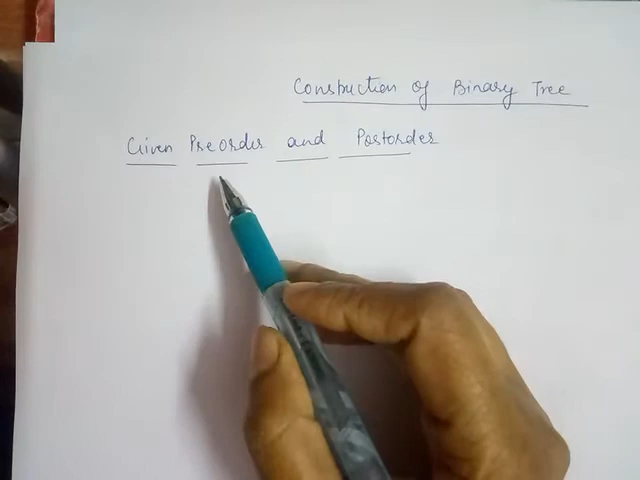 Construction of Binary Tree
Given Preorder and Postorder